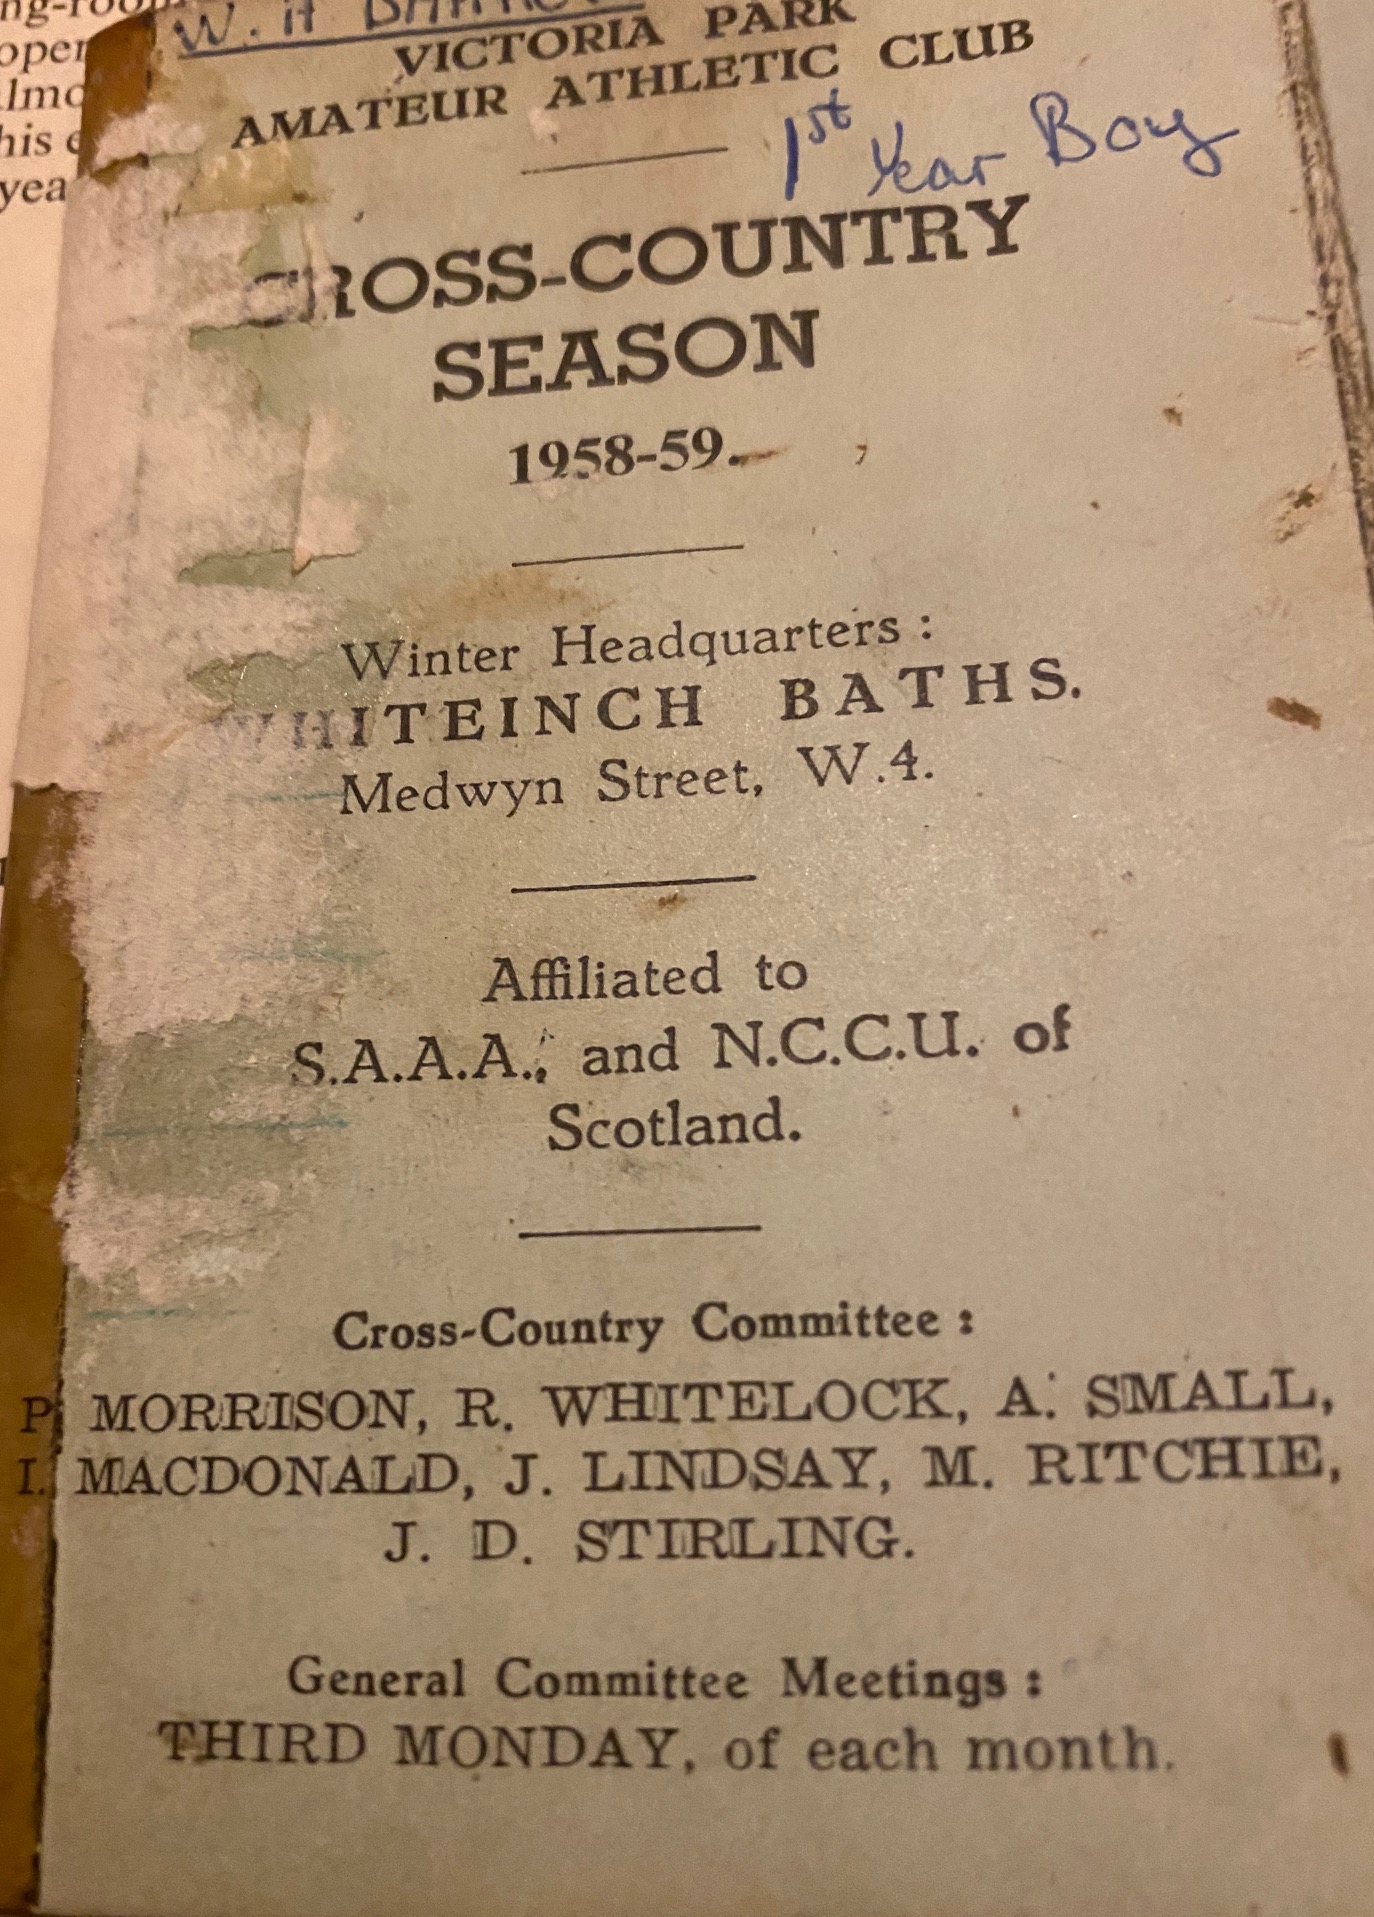 W. H
VICTORIA PARK
AMATEUR ATHLETIC CLUB
1st Year Boy
CROSS-COUNTRY
SEASON
1958-59.
Winter Headquarters :
WHITEINCH BATHS.
Medwyn Street, W.4.
Affiliated to
S.A.A.A., and N.C.C.U. of
Scotland.
Cross-Country Committee :
P. MORRISON, R. WHITELOCK, A. SMALL,
I. MACDONALD, J. LINDSAY, M. RITCHIE,
J. D. STIRLING.
General Committee Meetings :
THIRD MONDAY, of each month.